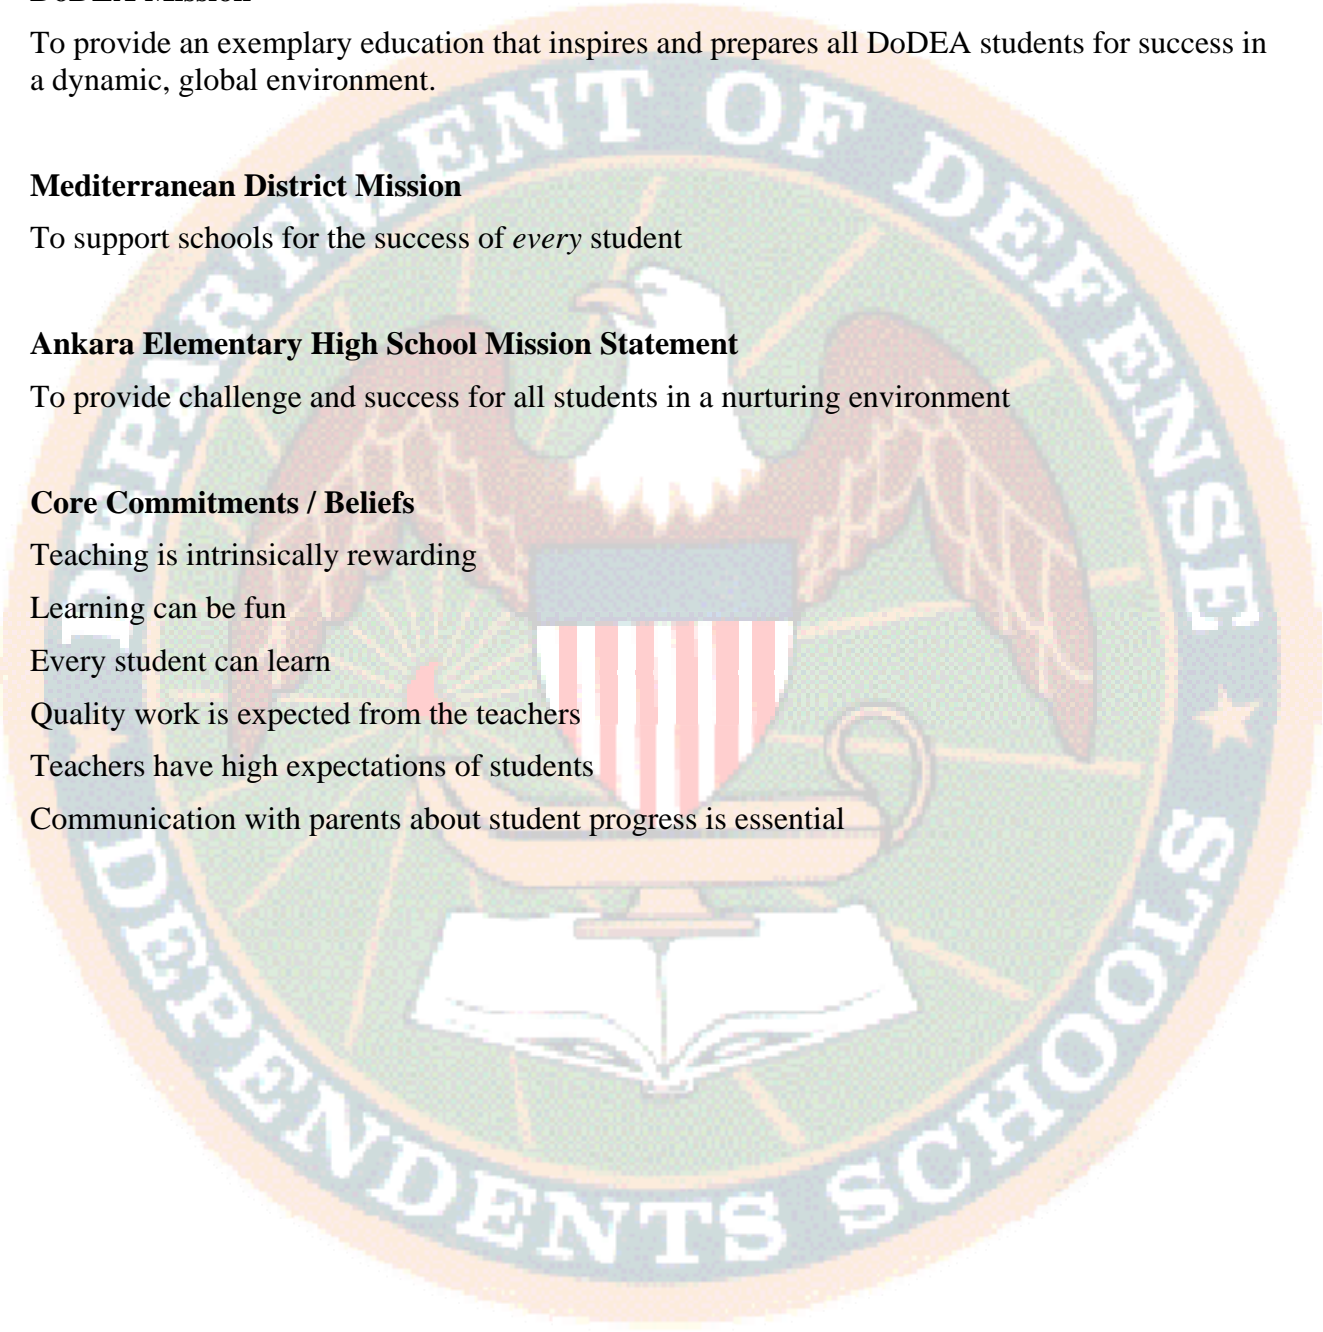 DoDEA Mission
To provide an exemplary education that inspires and prepares all DoDEA students for success in
a dynamic, global environment.
Mediterranean District Mission
To support schools for the success of every student
Ankara Elementary High School Mission Statement
To provide challenge and success for all students in a nurturing environment
Core Commitments / Beliefs
Teaching is intrinsically rewarding
Learning can be fun
Every student can learn
Quality work is expected from the teachers
Teachers have high expectations of students
Communication with parents about student progress is essential
DEPARTMENT OF DEFENSE
DEPENDENTS SCHOOLS